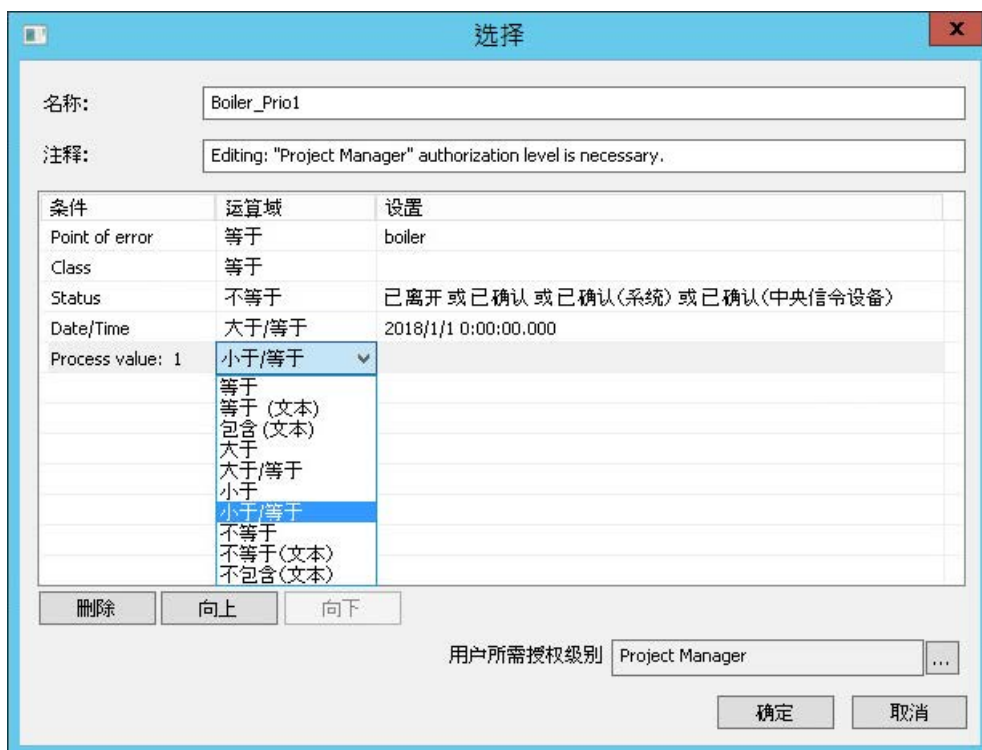 选择
x
名称: Boiler_Prio1
注释: Editing: "Project Manager" authorization level is necessary.
条件 运算域 设置
Point of error 等于 boiler
Class 等于
Status 不等于 已离开 或 已确认 或 已确认(系统) 或 已确认(中央信令设备)
Date/Time 大于/等于 2018/1/1 0:00:00.000
Process value: 1 小于/等于
等于
等于 (文本)
包含 (文本)
大于
大于/等于
小于
小于/等于
不等于
不等于(文本)
不包含(文本)
删除 向上 向下
用户所需授权级别 Project Manager ...
确定 取消